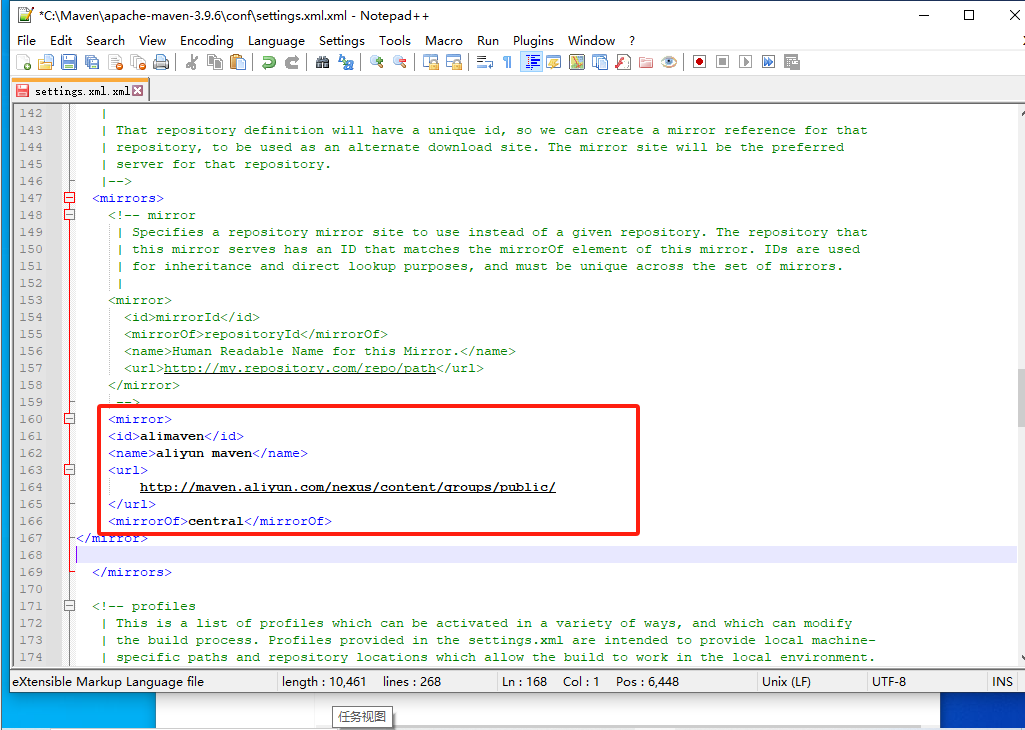 *C:\Maven\apache-maven-3.9.6\conf\settings.xml.xml - Notepad++
File Edit Search View Encoding Language Settings Tools Macro Run Plugins Window ?
settings.xml.xml
142 |
143 | That repository definition will have a unique id, so we can create a mirror reference for that
144 | repository, to be used as an alternate download site. The mirror site will be the preferred
145 | server for that repository.
146 |-->
147 <mirrors>
148 <!-- mirror
149 | Specifies a repository mirror site to use instead of a given repository. The repository that
150 | this mirror serves has an ID that matches the mirrorOf element of this mirror. IDs are used
151 | for inheritance and direct lookup purposes, and must be unique across the set of mirrors.
152 |
153 <mirror>
154 <id>mirrorId</id>
155 <mirrorOf>repositoryId</mirrorOf>
156 <name>Human Readable Name for this Mirror.</name>
157 <url>http://my.repository.com/repo/path</url>
158 </mirror>
159 -->
160 <mirror>
161 <id>alimaven</id>
162 <name>aliyun maven</name>
163 <url>
164 http://maven.aliyun.com/nexus/content/groups/public/
165 </url>
166 <mirrorOf>central</mirrorOf>
167 </mirror>
168
169 </mirrors>
170
171 <!-- profiles
172 | This is a list of profiles which can be activated in a variety of ways, and which can modify
173 | the build process. Profiles provided in the settings.xml are intended to provide local machine-
174 | specific paths and repository locations which allow the build to work in the local environment.
eXtensible Markup Language file length : 10,461 lines : 268 Ln : 168 Col : 1 Pos : 6,448 Unix (LF) UTF-8 INS
任务视图